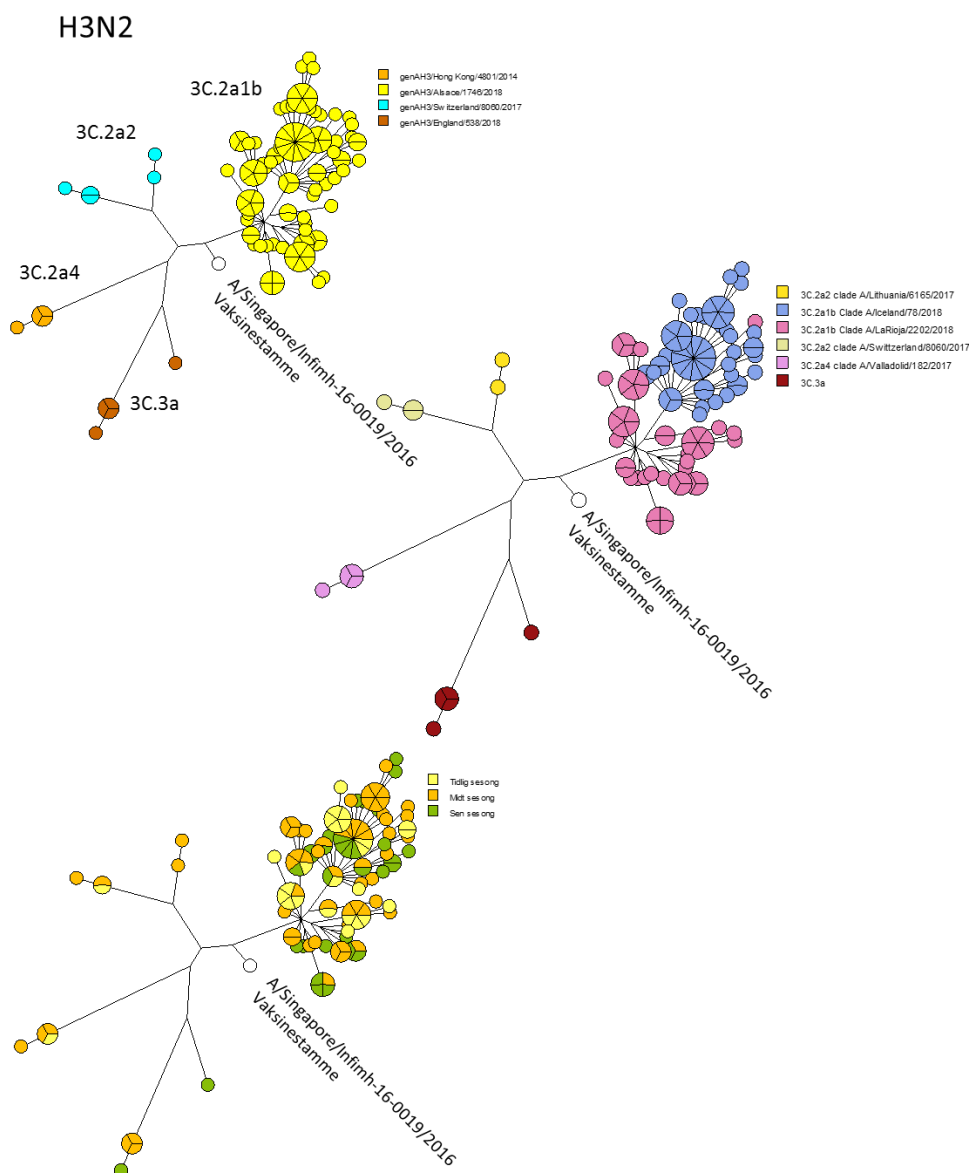 H3N2
3C.2a1b
genAH3/Hong Kong/4801/2014
genAH3/Alsace/1746/2018
genAH3/Switzerland/8060/2017
genAH3/England/538/2018
3C.2a2
3C.2a4
3C.3a
A/Singapore/Infimh-16-0019/2016
Vaksinestamme
3C.2a2 clade A/Lithuania/6165/2017
3C.2a1b Clade A/Iceland/78/2018
3C.2a1b Clade A/LaRioja/2202/2018
3C.2a2 clade A/Swittzerland/8060/2017
3C.2a4 clade A/Valladolid/182/2017
3C.3a
A/Singapore/Infimh-16-0019/2016
Vaksinestamme
Tidlig sesong
Midt sesong
Sen sesong
A/Singapore/Infimh-16-0019/2016
Vaksinestamme